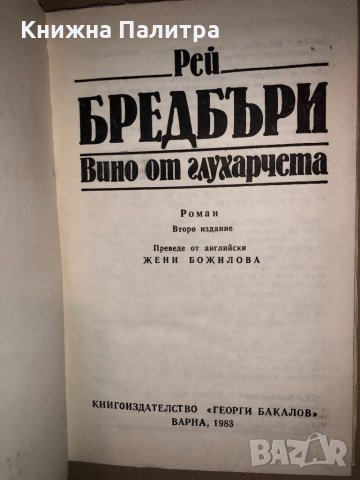 Книжна Палитра
Рей
БРЕДБЪРИ
Вино от глухарчета
Роман
Второ издание
Преведе от английски
ЖЕНИ БОЖИЛОВА
КНИГОИЗДАТЕЛСТВО «ГЕОРГИ БАКАЛОВ»
ВАРНА, 1983
BAZAR